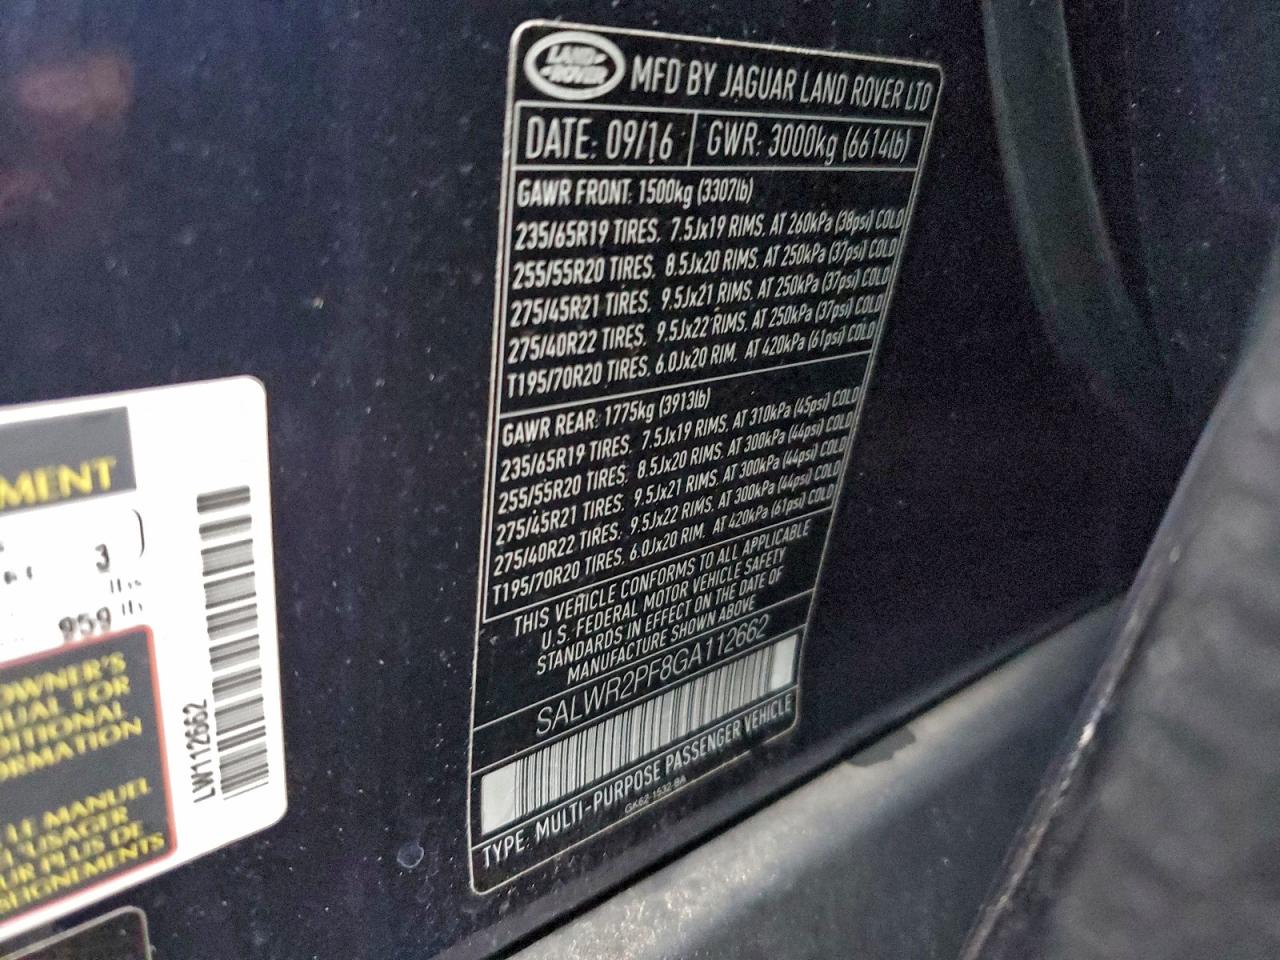 LAND ROVER
MFD BY JAGUAR LAND ROVER LTD
DATE: 09/16 GWR: 3000kg (6614lb)
GAWR FRONT: 1500kg (3307lb)
235/65R19 TIRES, 7.5Jx19 RIMS, AT 260kPa (38psi) COLD
255/55R20 TIRES, 8.5Jx20 RIMS, AT 250kPa (37psi) COLD
275/45R21 TIRES, 9.5Jx21 RIMS, AT 250kPa (37psi) COLD
275/40R22 TIRES, 9.5Jx22 RIMS, AT 250kPa (37psi) COLD
T195/70R20 TIRES, 6.0Jx20 RIM, AT 420kPa (61psi) COLD
GAWR REAR: 1775kg (3913lb)
235/65R19 TIRES, 7.5Jx19 RIMS, AT 310kPa (45psi) COLD
255/55R20 TIRES, 8.5Jx20 RIMS, AT 300kPa (44psi) COLD
275/45R21 TIRES, 9.5Jx21 RIMS, AT 300kPa (44psi) COLD
275/40R22 TIRES, 9.5Jx22 RIMS, AT 300kPa (44psi) COLD
T195/70R20 TIRES, 6.0Jx20 RIM, AT 420kPa (61psi) COLD
THIS VEHICLE CONFORMS TO ALL APPLICABLE
U.S. FEDERAL MOTOR VEHICLE SAFETY
STANDARDS IN EFFECT ON THE DATE OF
MANUFACTURE SHOWN ABOVE
SALWR2PF8GA112662
TYPE: MULTI-PURPOSE PASSENGER VEHICLE
GK62-1532-BA
MENT
3
lbs
959 lbs
OWNER'S
UAL FOR
DITIONAL
ORMATION
LE MANUEL
USAGER
UR PLUS DE
SEIGNEMENTS
LW112662